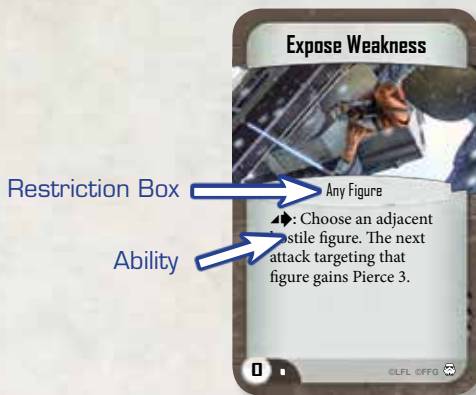 Expose Weakness
Restriction Box
Any Figure
Ability
: Choose an adjacent
hostile figure. The next
attack targeting that
figure gains Pierce 3.
0
©LFL ©FFG